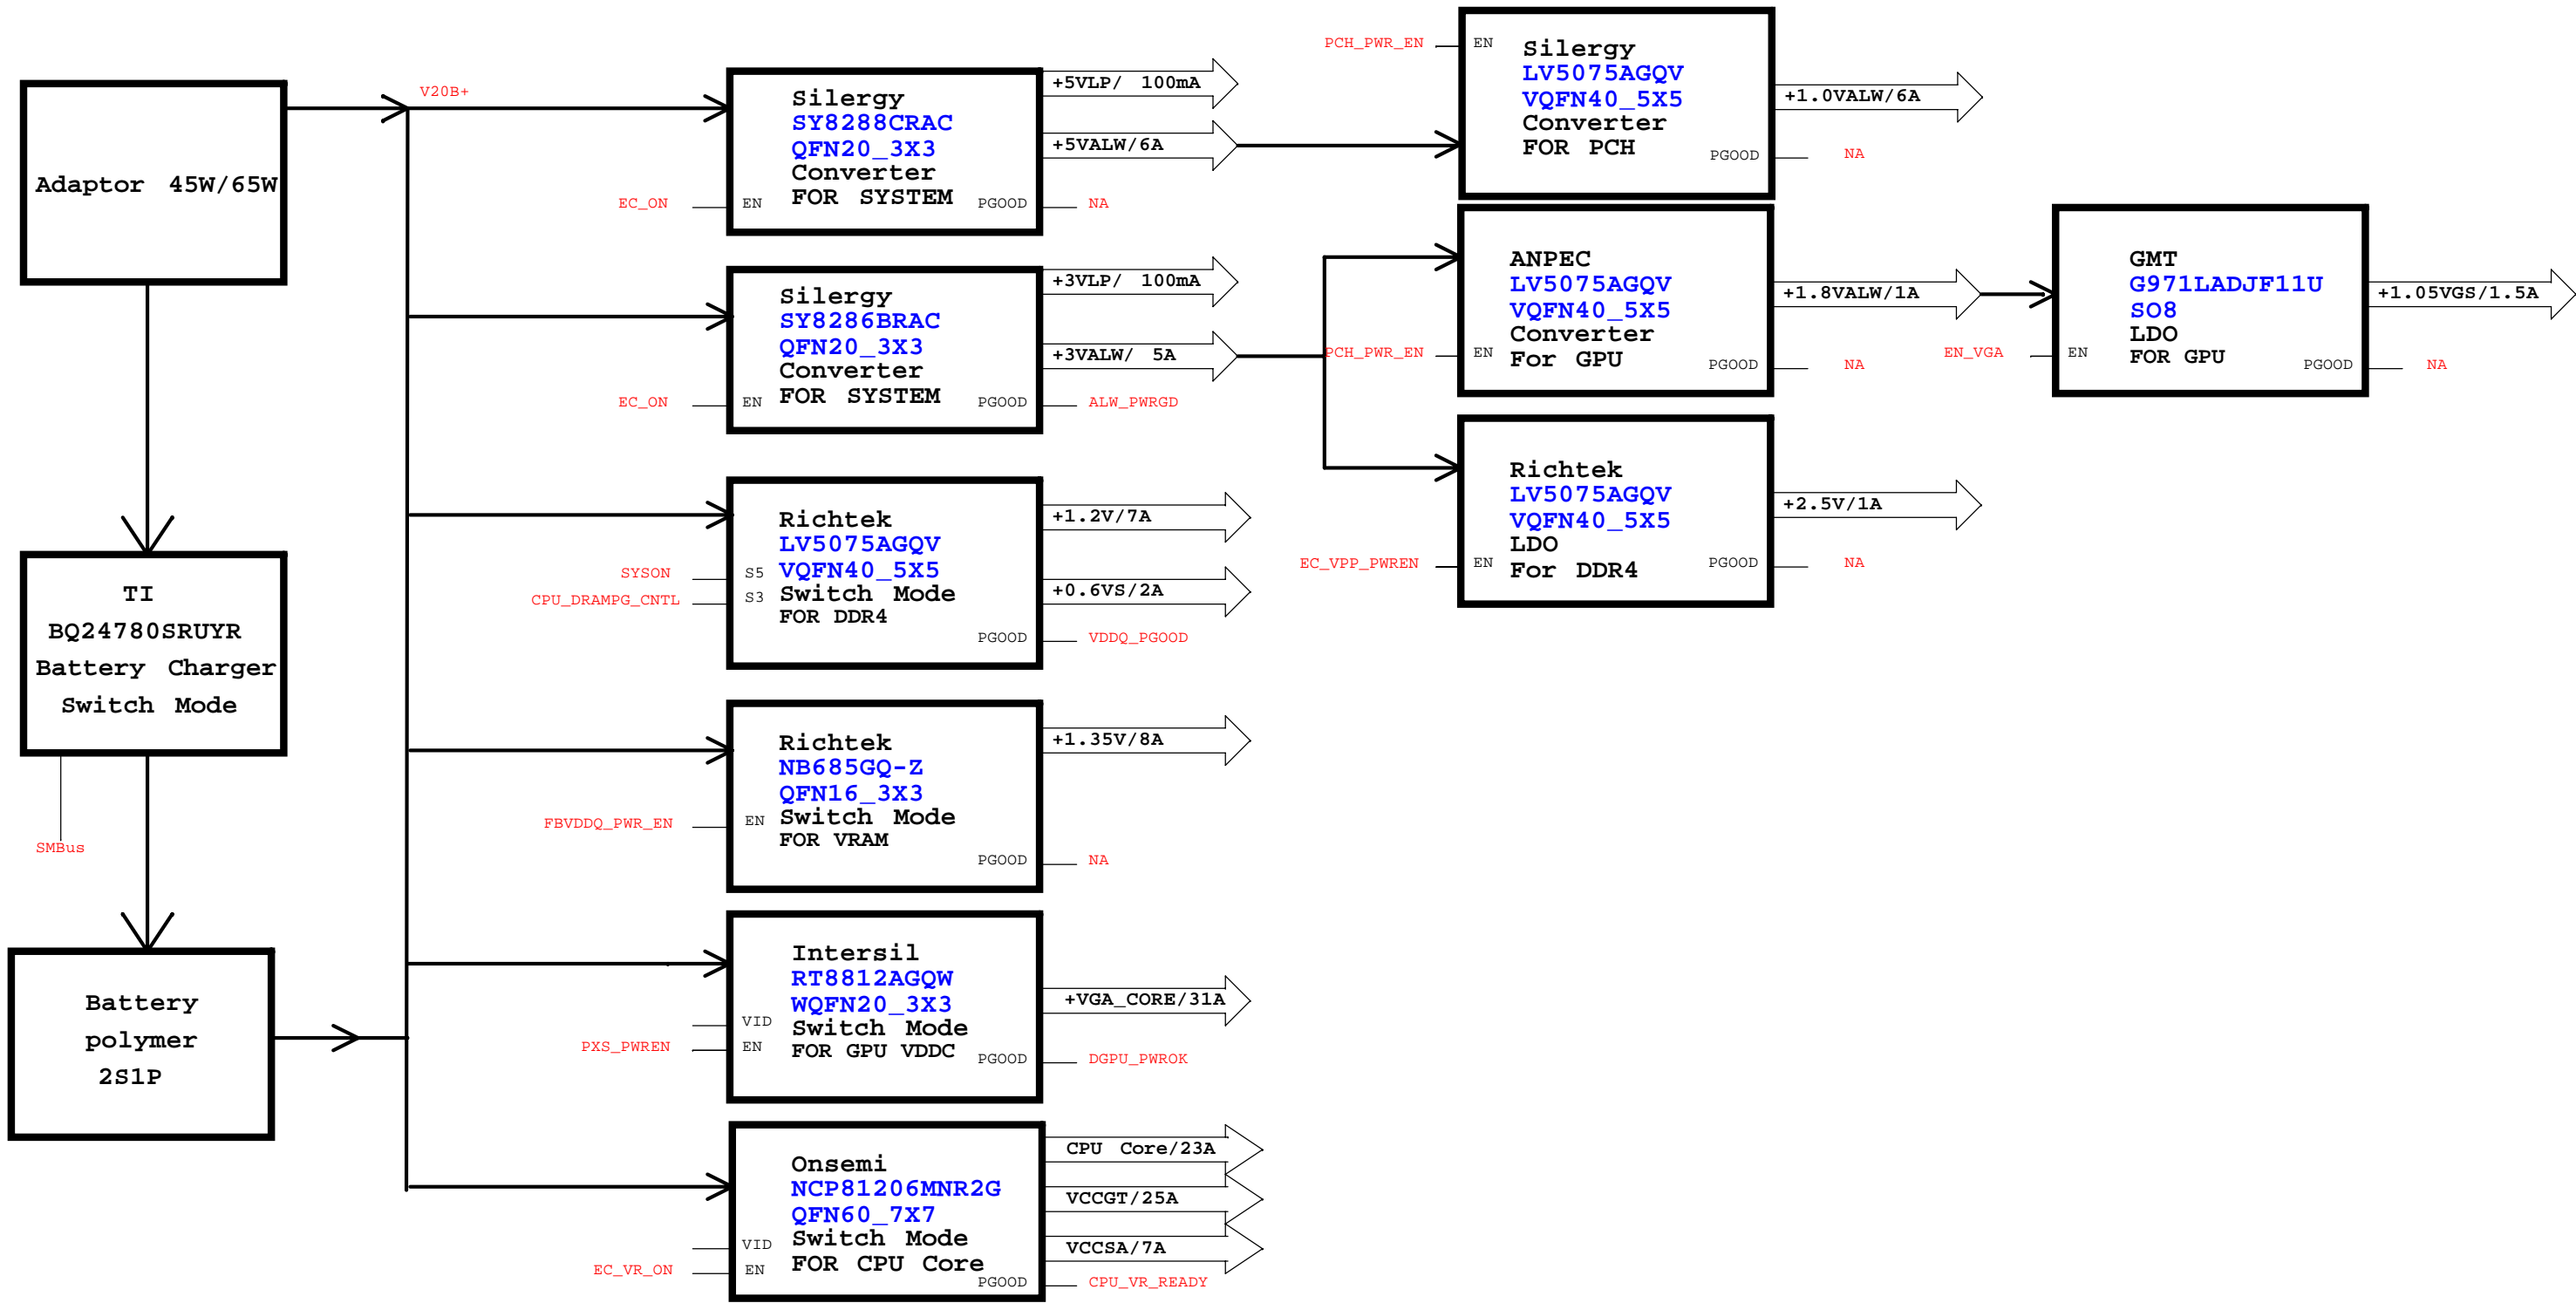 Adaptor 45W/65W
TI
BQ24780SRUYR
Battery Charger
Switch Mode
SMBus
Battery
polymer
2S1P
V20B+
Silergy
SY8288CRAC
QFN20_3X3
Converter
FOR SYSTEM
EC_ON
EN
PGOOD
NA
+5VLP/ 100mA
+5VALW/6A
Silergy
SY8286BRAC
QFN20_3X3
Converter
FOR SYSTEM
EC_ON
EN
PGOOD
ALW_PWRGD
+3VLP/ 100mA
+3VALW/ 5A
Richtek
LV5075AGQV
VQFN40_5X5
Switch Mode
FOR DDR4
SYSON
S5
CPU_DRAMPG_CNTL
S3
PGOOD
VDDQ_PGOOD
+1.2V/7A
+0.6VS/2A
Richtek
NB685GQ-Z
QFN16_3X3
Switch Mode
FOR VRAM
FBVDDQ_PWR_EN
EN
PGOOD
NA
+1.35V/8A
Intersil
RT8812AGQW
WQFN20_3X3
Switch Mode
FOR GPU VDDC
VID
PXS_PWREN
EN
PGOOD
DGPU_PWROK
+VGA_CORE/31A
Onsemi
NCP81206MNR2G
QFN60_7X7
Switch Mode
FOR CPU Core
VID
EC_VR_ON
EN
PGOOD
CPU_VR_READY
CPU Core/23A
VCCGT/25A
VCCSA/7A
PCH_PWR_EN
EN
Silergy
LV5075AGQV
VQFN40_5X5
Converter
FOR PCH
PGOOD
NA
+1.0VALW/6A
ANPEC
LV5075AGQV
VQFN40_5X5
Converter
For GPU
PCH_PWR_EN
EN
PGOOD
NA
+1.8VALW/1A
Richtek
LV5075AGQV
VQFN40_5X5
LDO
For DDR4
EC_VPP_PWREN
EN
PGOOD
NA
+2.5V/1A
GMT
G971LADJF11U
SO8
LDO
FOR GPU
EN_VGA
EN
PGOOD
NA
+1.05VGS/1.5A